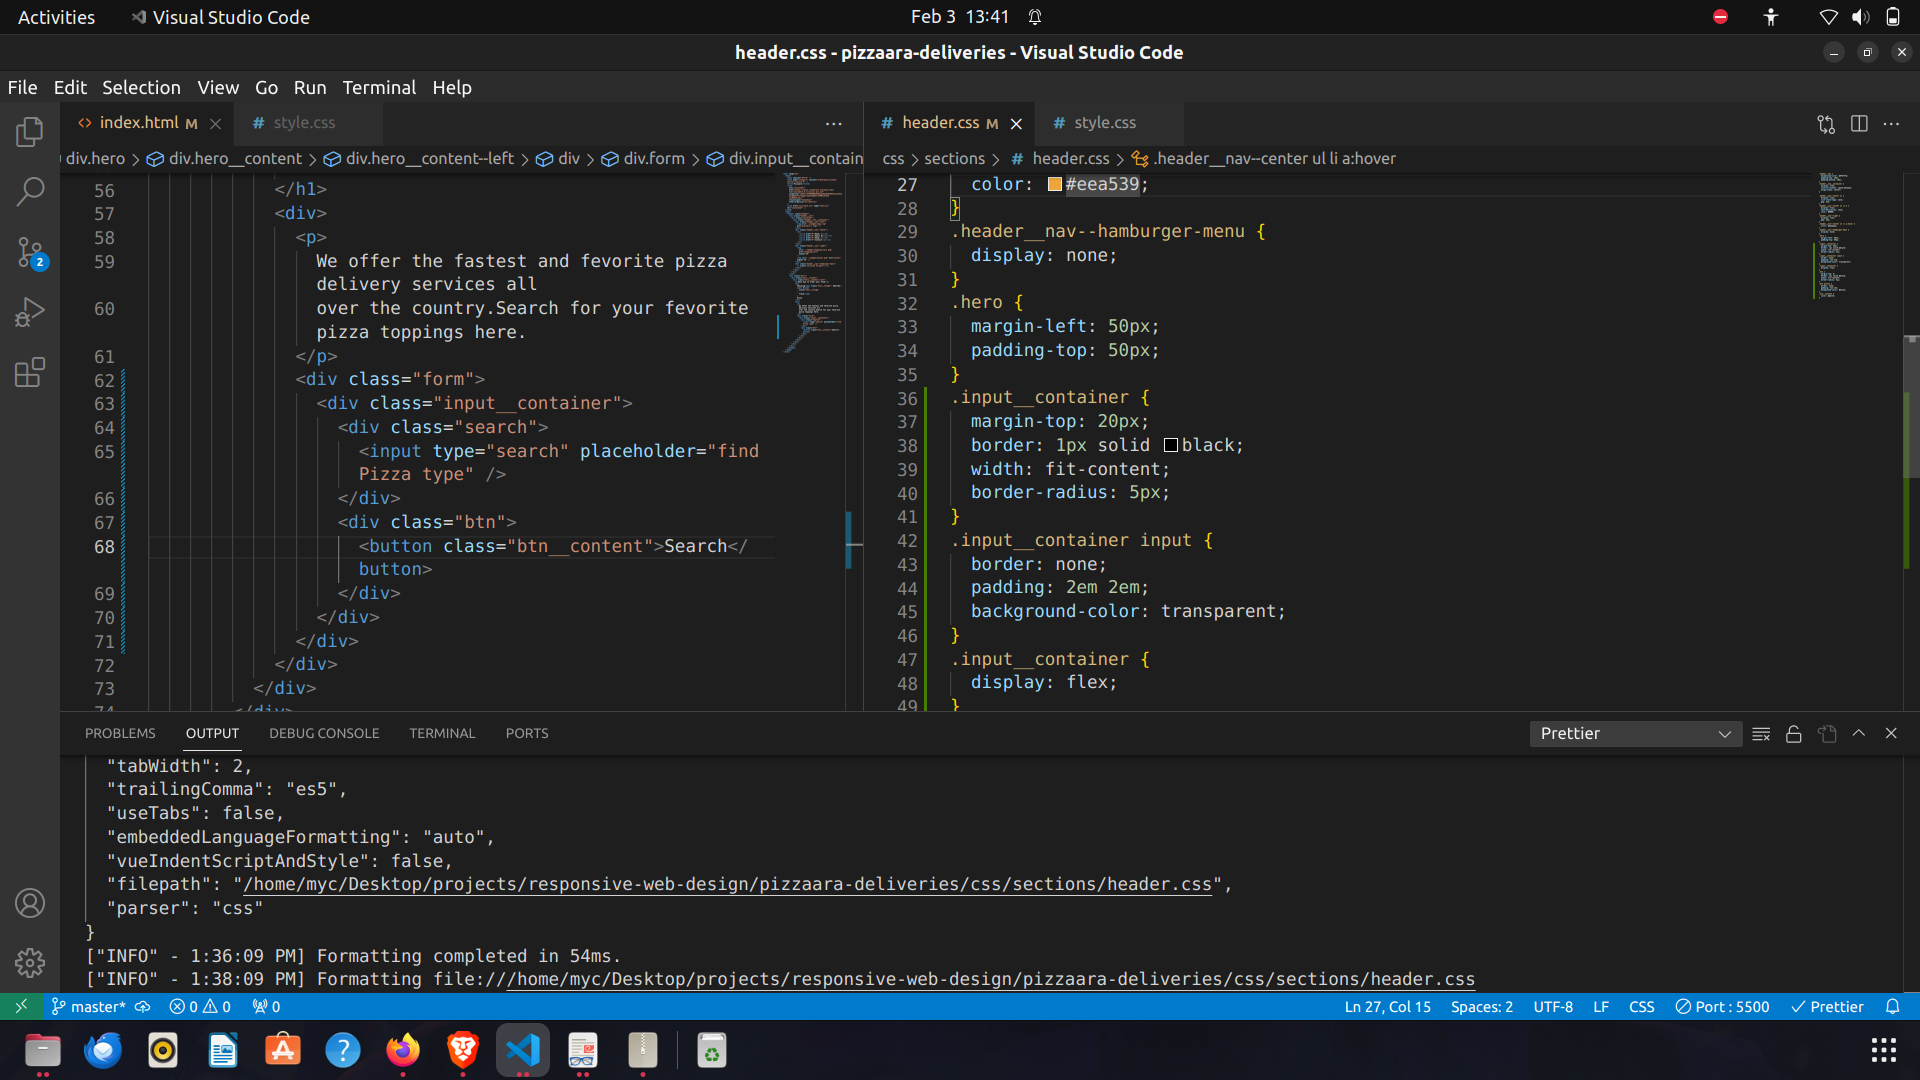 Activities
Visual Studio Code
Feb 3 13:41
header.css - pizzaara-deliveries - Visual Studio Code
File Edit Selection View Go Run Terminal Help
<> index.html M
# style.css
# header.css M
# style.css
div.hero > div.hero__content > div.hero__content--left > div > div.form > div.input__contain
css > sections > # header.css > .header__nav--center ul li a:hover
56 </h1>
57 <div>
58 <p>
59 We offer the fastest and fevorite pizza
delivery services all
60 over the country.Search for your fevorite
pizza toppings here.
61 </p>
62 <div class="form">
63 <div class="input__container">
64 <div class="search">
65 <input type="search" placeholder="find
Pizza type" />
66 </div>
67 <div class="btn">
68 <button class="btn__content">Search</
button>
69 </div>
70 </div>
71 </div>
72 </div>
73 </div>
74 </div>
27 color: #eea539;
28 }
29 .header__nav--hamburger-menu {
30 display: none;
31 }
32 .hero {
33 margin-left: 50px;
34 padding-top: 50px;
35 }
36 .input__container {
37 margin-top: 20px;
38 border: 1px solid black;
39 width: fit-content;
40 border-radius: 5px;
41 }
42 .input__container input {
43 border: none;
44 padding: 2em 2em;
45 background-color: transparent;
46 }
47 .input__container {
48 display: flex;
49 }
2
PROBLEMS OUTPUT DEBUG CONSOLE TERMINAL PORTS
Prettier
"tabWidth": 2,
"trailingComma": "es5",
"useTabs": false,
"embeddedLanguageFormatting": "auto",
"vueIndentScriptAndStyle": false,
"filepath": "/home/myc/Desktop/projects/responsive-web-design/pizzaara-deliveries/css/sections/header.css",
"parser": "css"
}
["INFO" - 1:36:09 PM] Formatting completed in 54ms.
["INFO" - 1:38:09 PM] Formatting file:///home/myc/Desktop/projects/responsive-web-design/pizzaara-deliveries/css/sections/header.css
master* 0 0 0
Ln 27, Col 15 Spaces: 2 UTF-8 LF CSS Port : 5500 Prettier